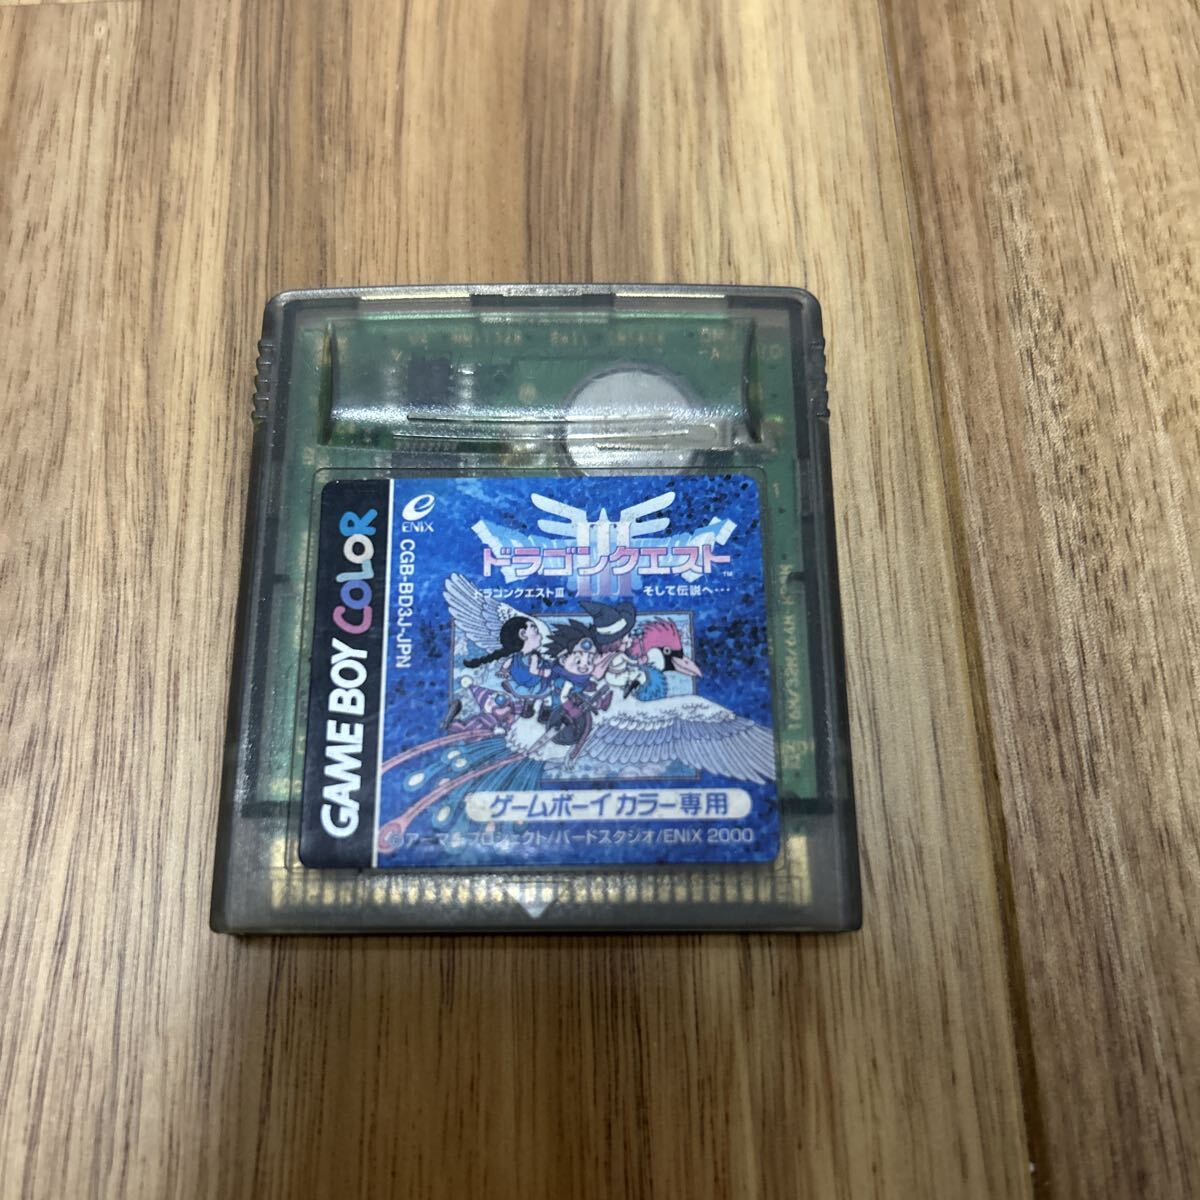 GAME BOY COLOR
ENIX
CGB-BD3J-JPN
III
ドラゴンクエスト™
ドラゴンクエストIII そして伝説へ・・・
ゲームボーイカラー専用
©アーマープロジェクト/バードスタジオ/ENIX 2000